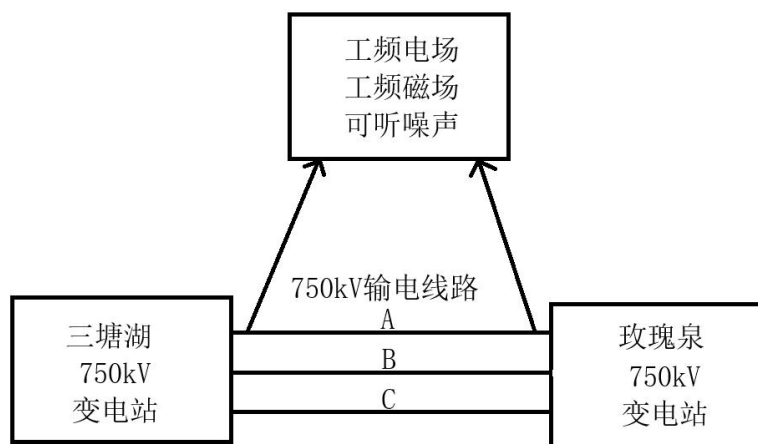 工频电场
工频磁场
可听噪声
750kV输电线路
A
B
C
三塘湖
750kV
变电站
玫瑰泉
750kV
变电站